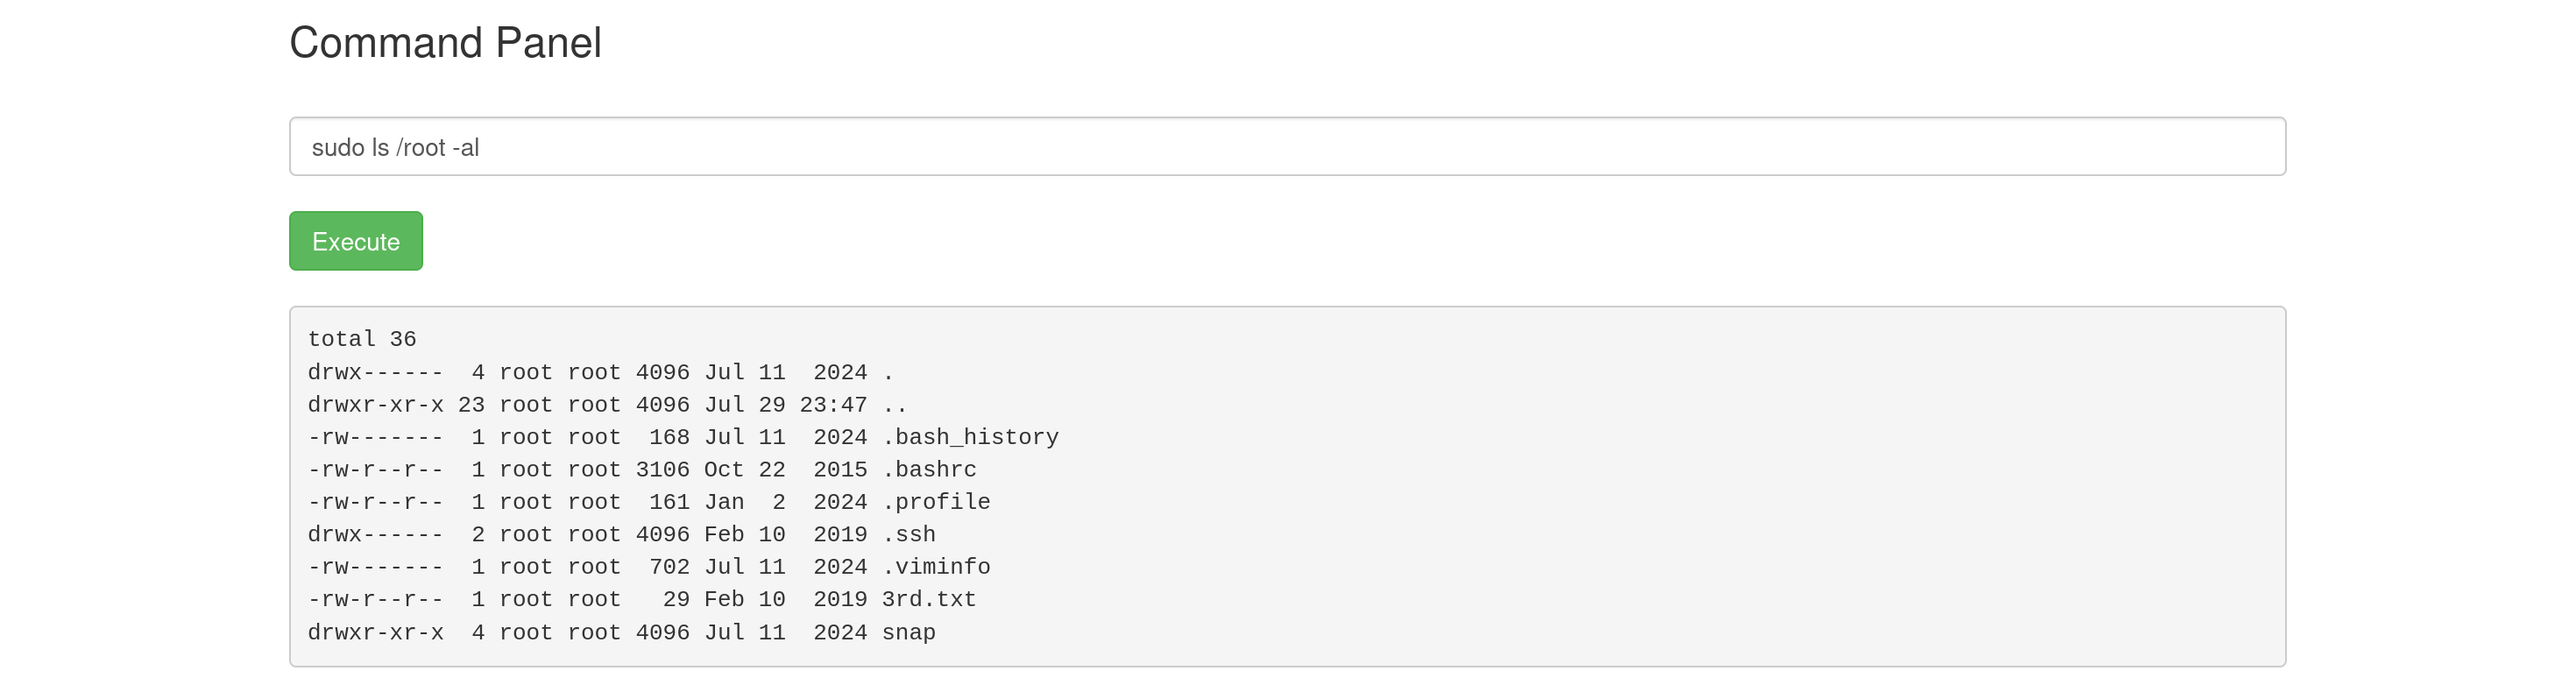 Command Panel
sudo ls /root -al
Execute
total 36
drwx------  4 root root 4096 Jul 11  2024 .
drwxr-xr-x 23 root root 4096 Jul 29 23:47 ..
-rw-------  1 root root  168 Jul 11  2024 .bash_history
-rw-r--r--  1 root root 3106 Oct 22  2015 .bashrc
-rw-r--r--  1 root root  161 Jan  2  2024 .profile
drwx------  2 root root 4096 Feb 10  2019 .ssh
-rw-------  1 root root  702 Jul 11  2024 .viminfo
-rw-r--r--  1 root root   29 Feb 10  2019 3rd.txt
drwxr-xr-x  4 root root 4096 Jul 11  2024 snap